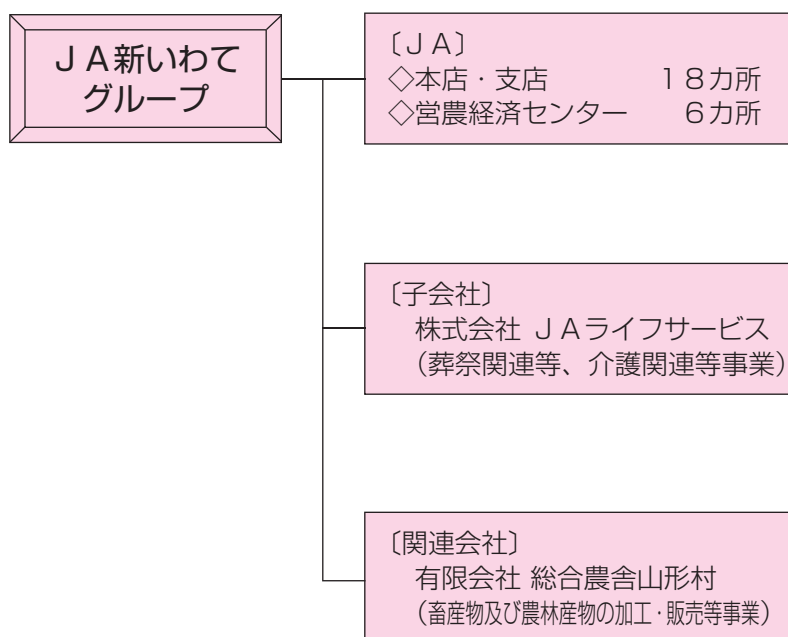 ＪＡ新いわて
グループ
〔ＪＡ〕
◇本店・支店　１８カ所
◇営農経済センター　６カ所
〔子会社〕
株式会社 ＪＡライフサービス
（葬祭関連等、介護関連等事業）
〔関連会社〕
有限会社 総合農舎山形村
（畜産物及び農林産物の加工・販売等事業）